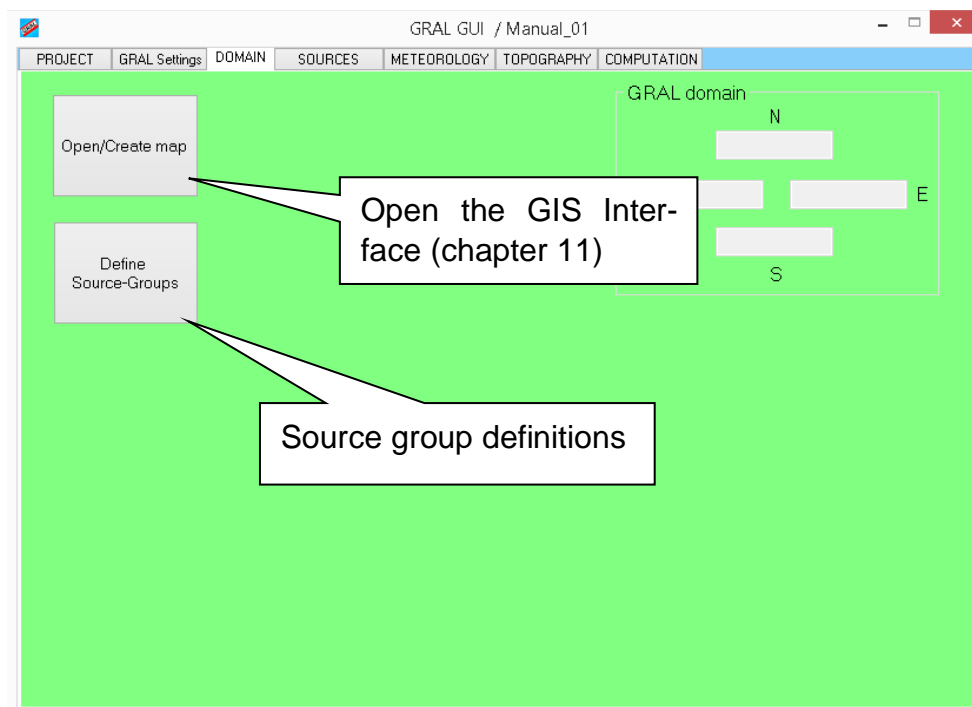 GRAL GUI / Manual_01
PROJECT GRAL Settings DOMAIN SOURCES METEOROLOGY TOPOGRAPHY COMPUTATION
GRAL domain
N
Open/Create map
E
Open the GIS Inter-
face (chapter 11)
S
Define
Source-Groups
Source group definitions